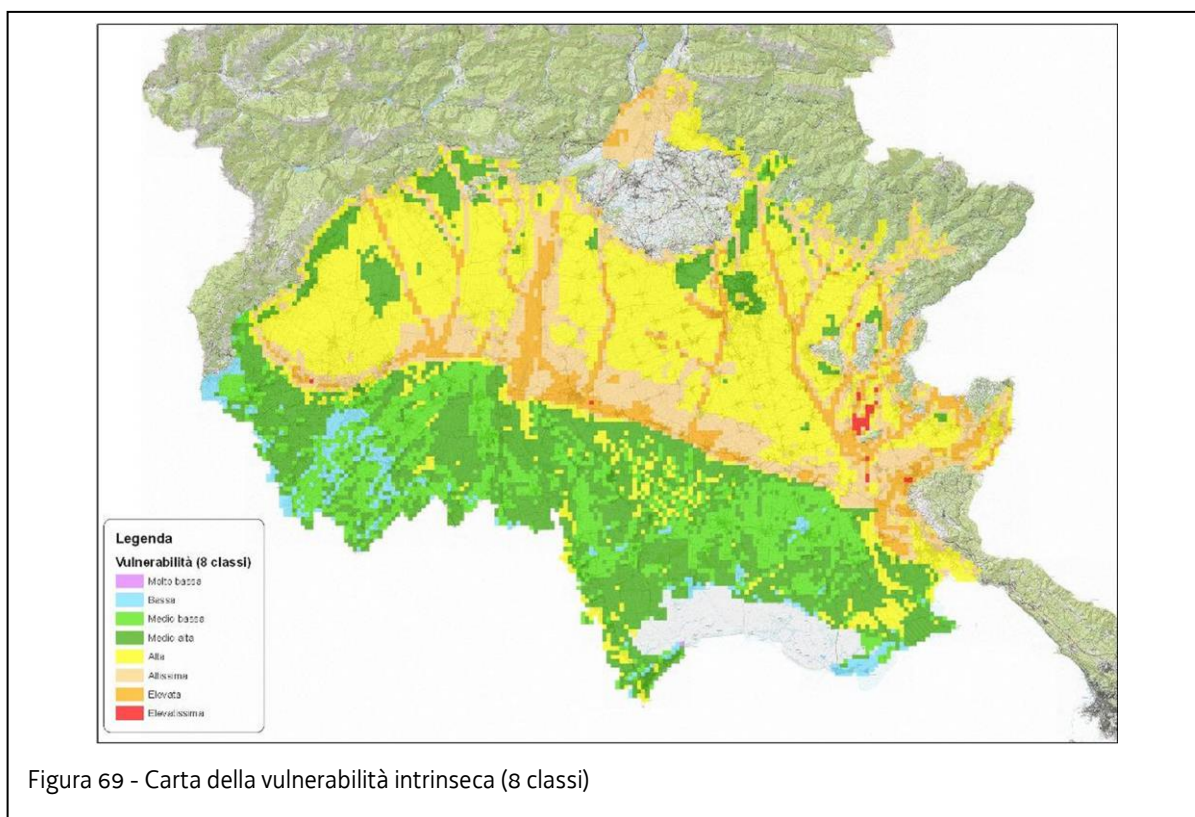 Legenda
Vulnerabilità (8 classi)
Molto bassa
Bassa
Medio bassa
Medio alta
Alta
Altissima
Elevata
Elevatissima
Figura 69 - Carta della vulnerabilità intrinseca (8 classi)